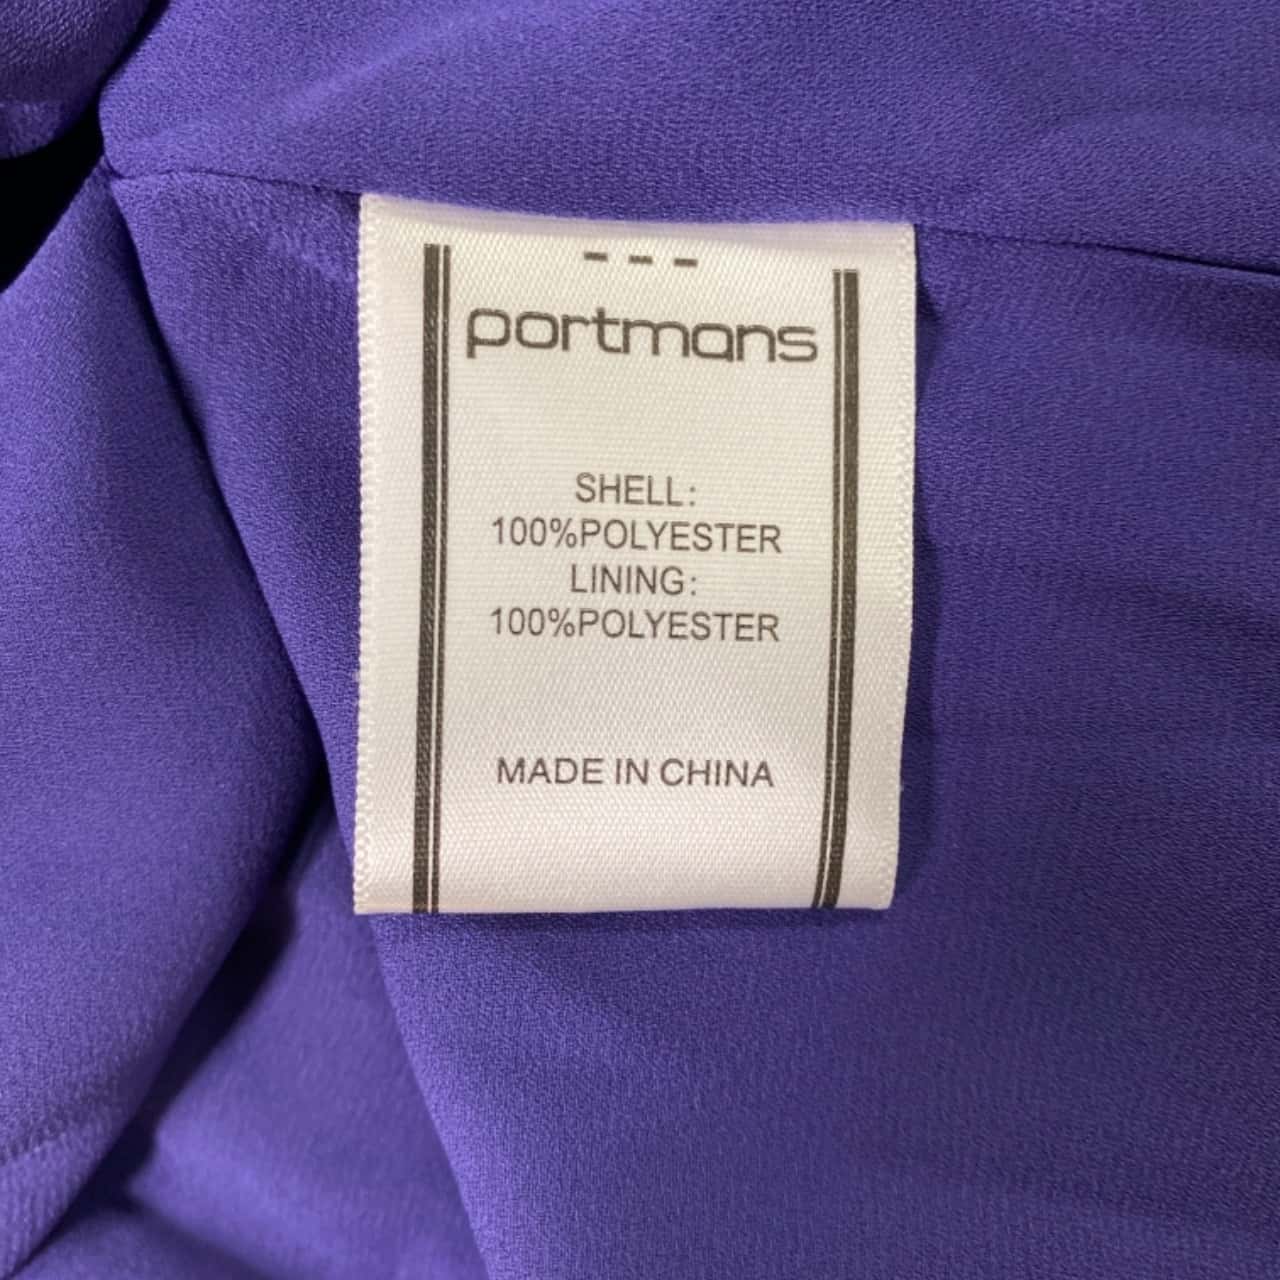 portmans
SHELL:
100%POLYESTER
LINING:
100%POLYESTER
MADE IN CHINA